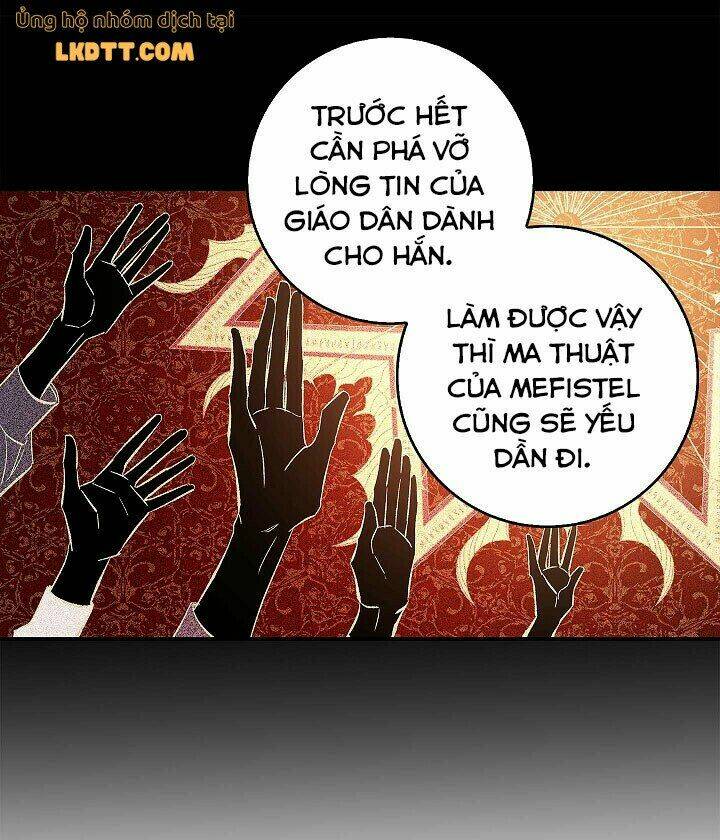 Ủng hộ nhóm dịch tại
LKDTT.COM
TRƯỚC HẾT
CẦN PHÁ VỠ
LÒNG TIN CỦA
GIÁO DÂN DÀNH
CHO HẮN.
LÀM ĐƯỢC VẬY
THÌ MA THUẬT
CỦA MEFISTEL
CŨNG SẼ YẾU
DẦN ĐI.